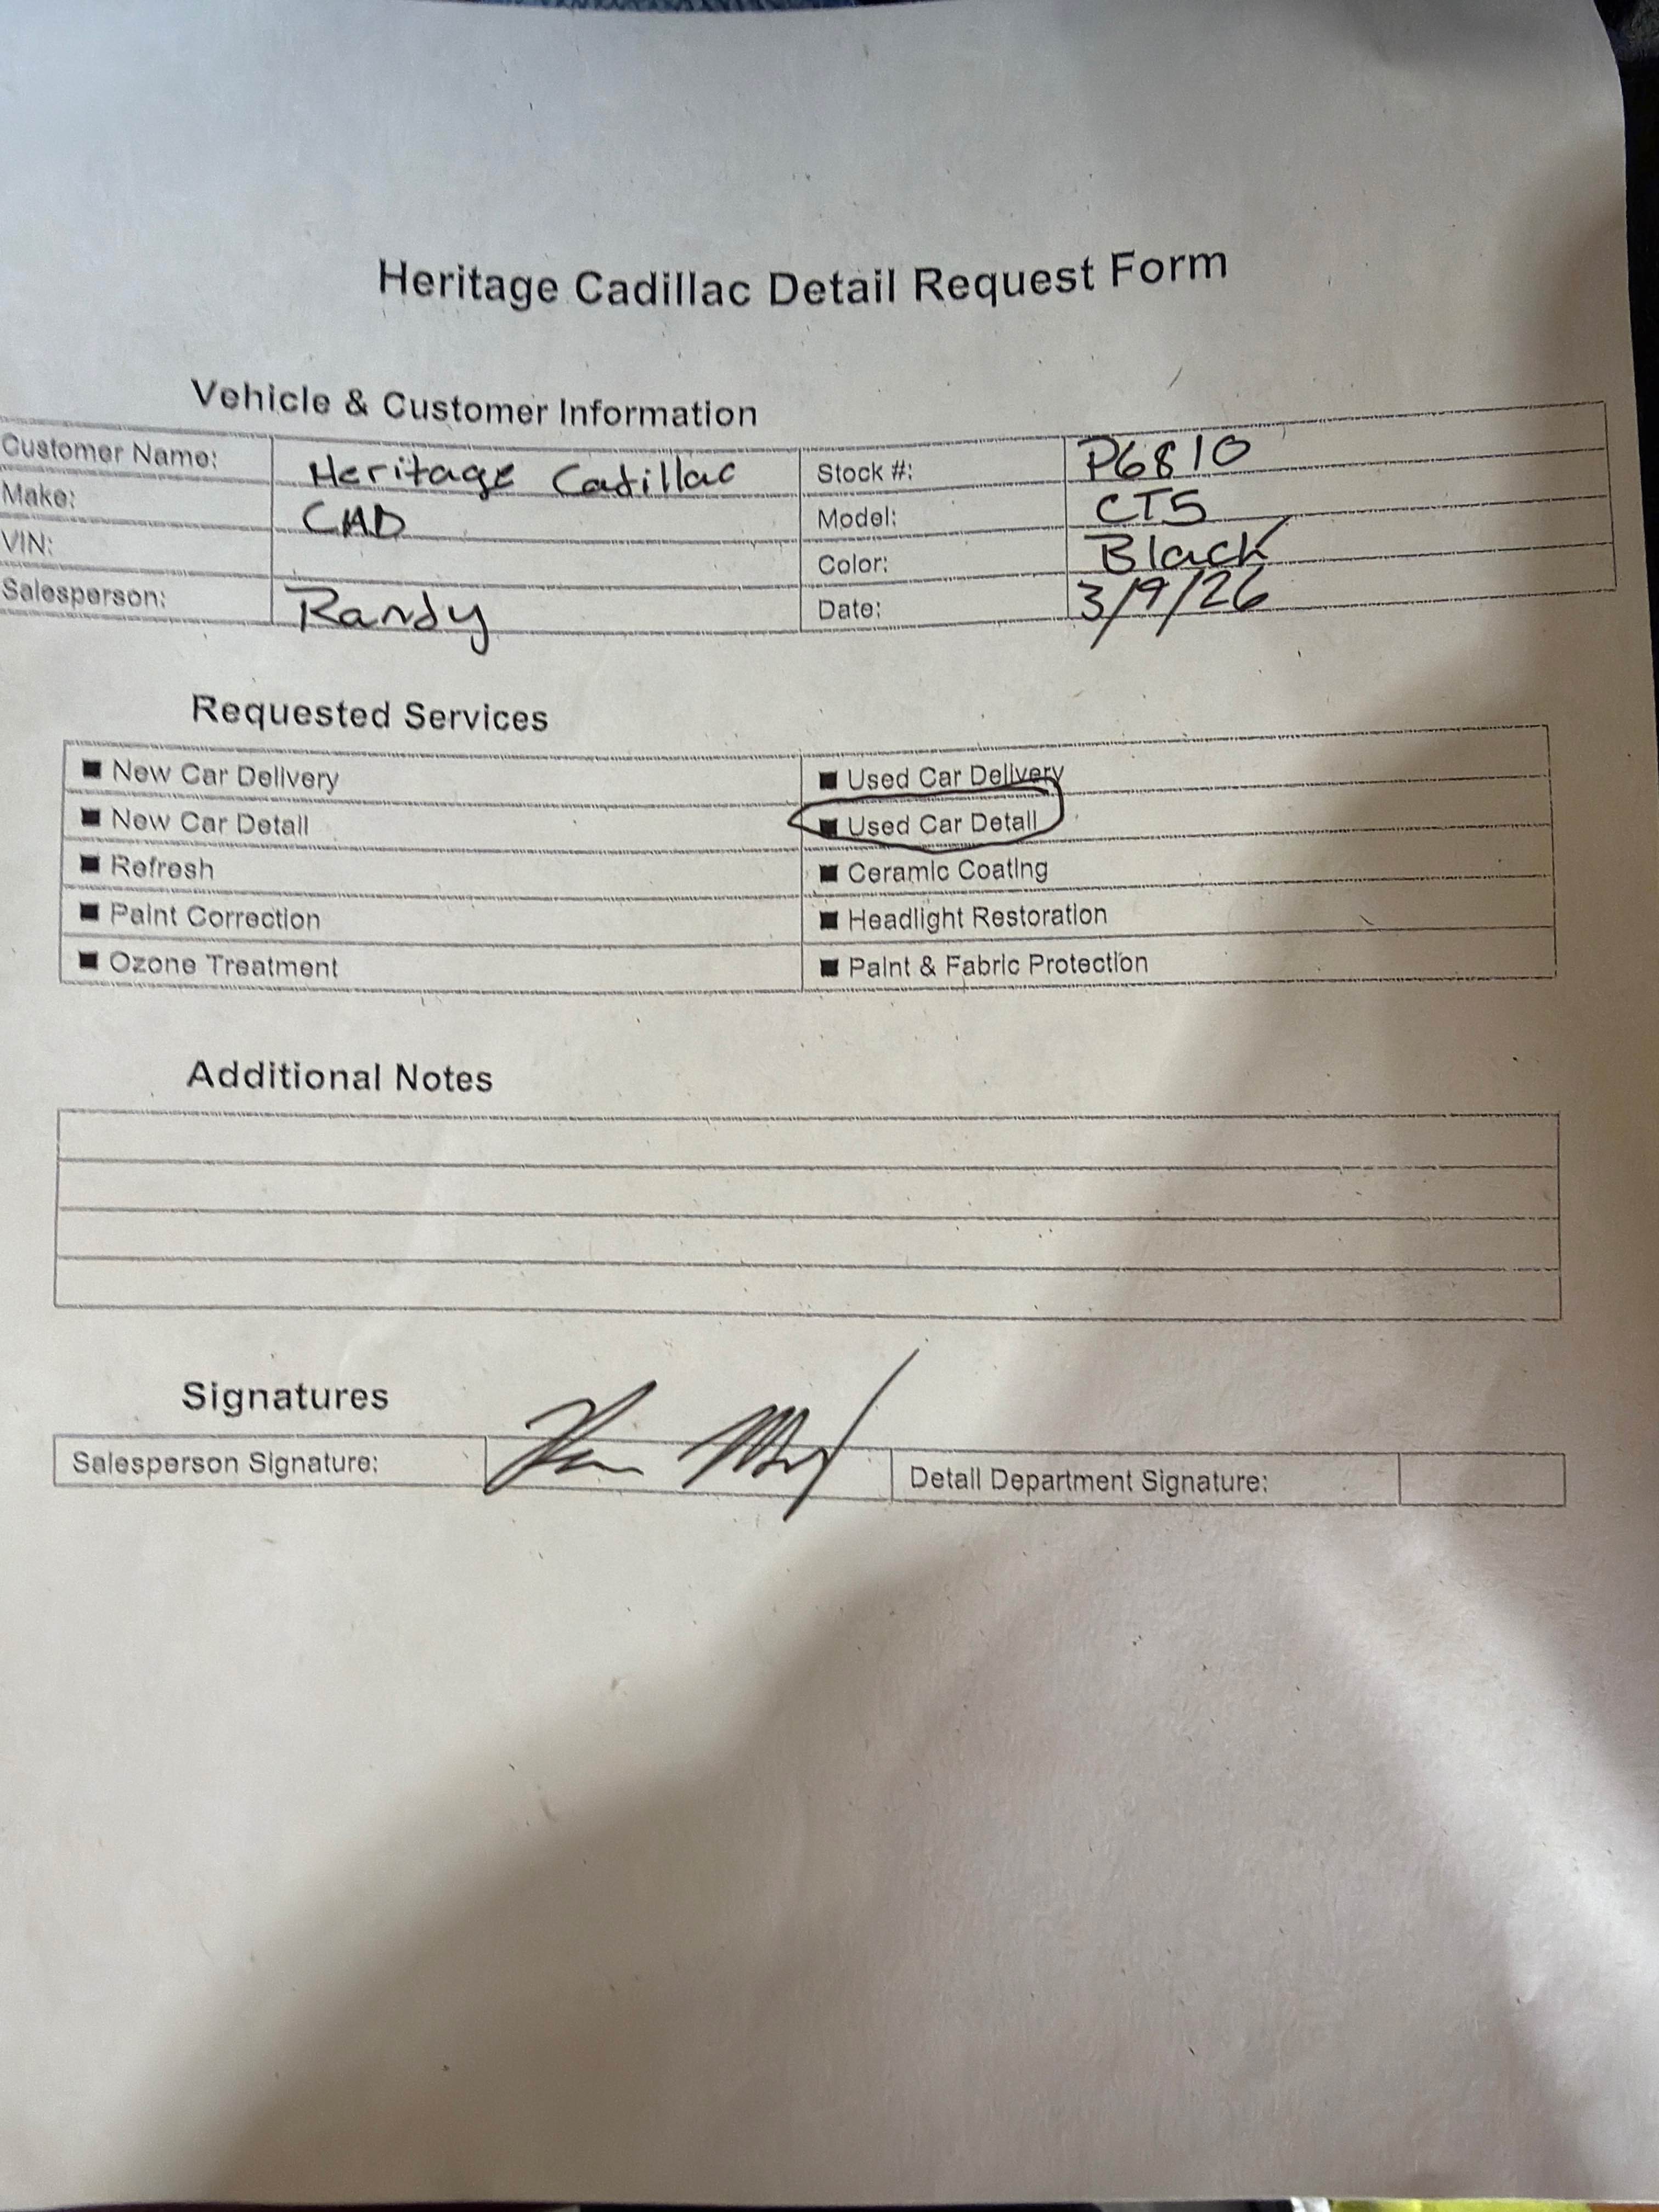 Heritage Cadillac Detail Request Form
Vehicle & Customer Information
Customer Name: Heritage Cadillac Stock #: P6810
Make: CAD Model: CT5
VIN: Color: Black
Salesperson: Randy Date: 3/9/26
Requested Services
■ New Car Delivery ■ Used Car Delivery
■ New Car Detail ■ Used Car Detail
■ Refresh ■ Ceramic Coating
■ Paint Correction ■ Headlight Restoration
■ Ozone Treatment ■ Paint & Fabric Protection
Additional Notes
Signatures
Salesperson Signature: Detail Department Signature: